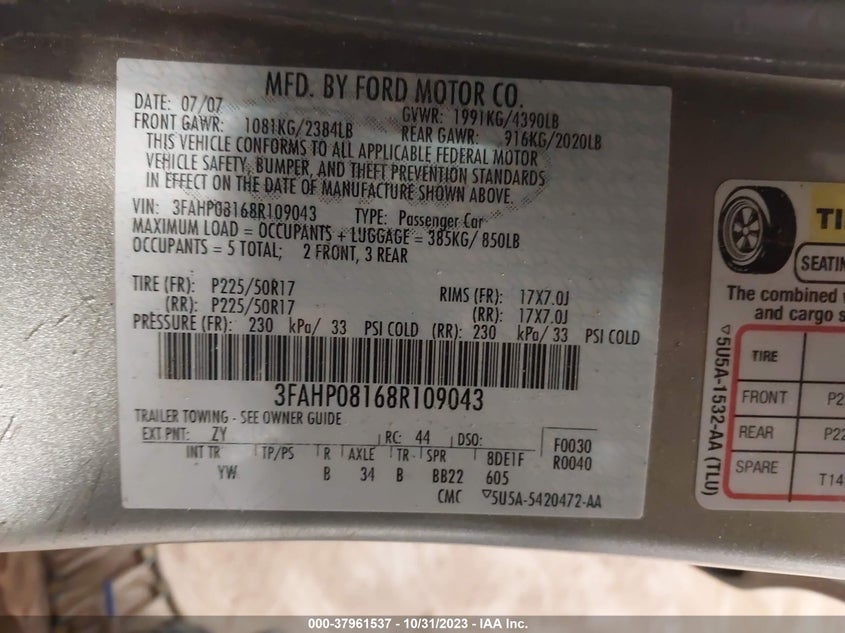 MFD. BY FORD MOTOR CO.
DATE: 07/07 GVWR: 1991KG/4390LB
FRONT GAWR: 1081KG/2384LB REAR GAWR: 916KG/2020LB
THIS VEHICLE CONFORMS TO ALL APPLICABLE FEDERAL MOTOR
VEHICLE SAFETY, BUMPER, AND THEFT PREVENTION STANDARDS
IN EFFECT ON THE DATE OF MANUFACTURE SHOWN ABOVE.
VIN: 3FAHP08168R109043 TYPE: Passenger Car
MAXIMUM LOAD = OCCUPANTS + LUGGAGE = 385KG/ 850LB
OCCUPANTS = 5 TOTAL; 2 FRONT, 3 REAR
TIRE (FR): P225/50R17 RIMS (FR): 17X7.0J
(RR): P225/50R17 (RR): 17X7.0J
PRESSURE (FR): 230 kPa/ 33 PSI COLD (RR): 230 kPa/ 33 PSI COLD
3FAHP08168R109043
TRAILER TOWING - SEE OWNER GUIDE
EXT PNT: ZY RC: 44 DSO: F0030
INT TR TP/PS R AXLE TR SPR 8DE1F R0040
YW B 34 B BB22 605
CMC ▽5U5A-5420472-AA
TI
SEATIN
The combined
and cargo s
TIRE
FRONT P2
REAR P22
SPARE T14
▽5U5A-1532-AA (TLU)
000-37961537 - 10/31/2023 - IAA Inc.